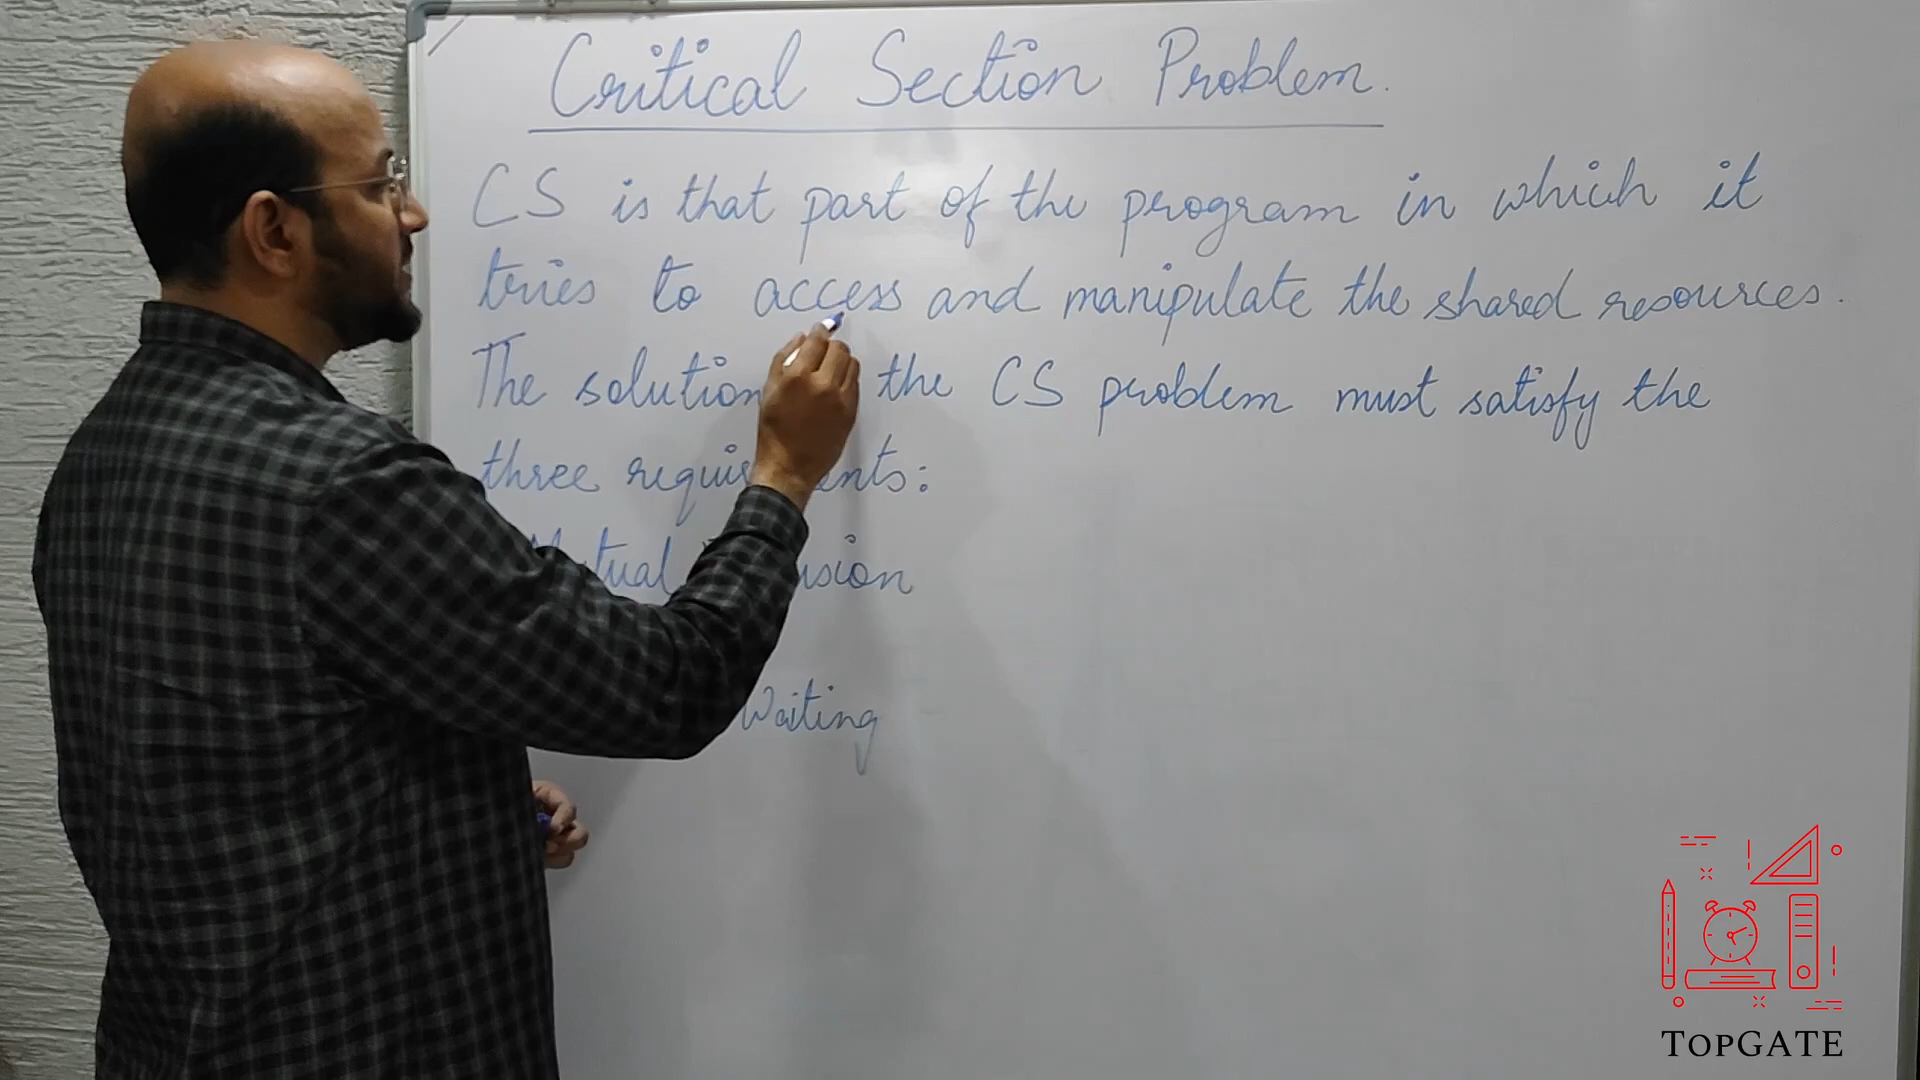 Critical Section Problem.
CS is that part of the program in which it
tries to access and manipulate the shared resources.
The solution the CS problem must satisfy the
three
Waiting
TOPGATE